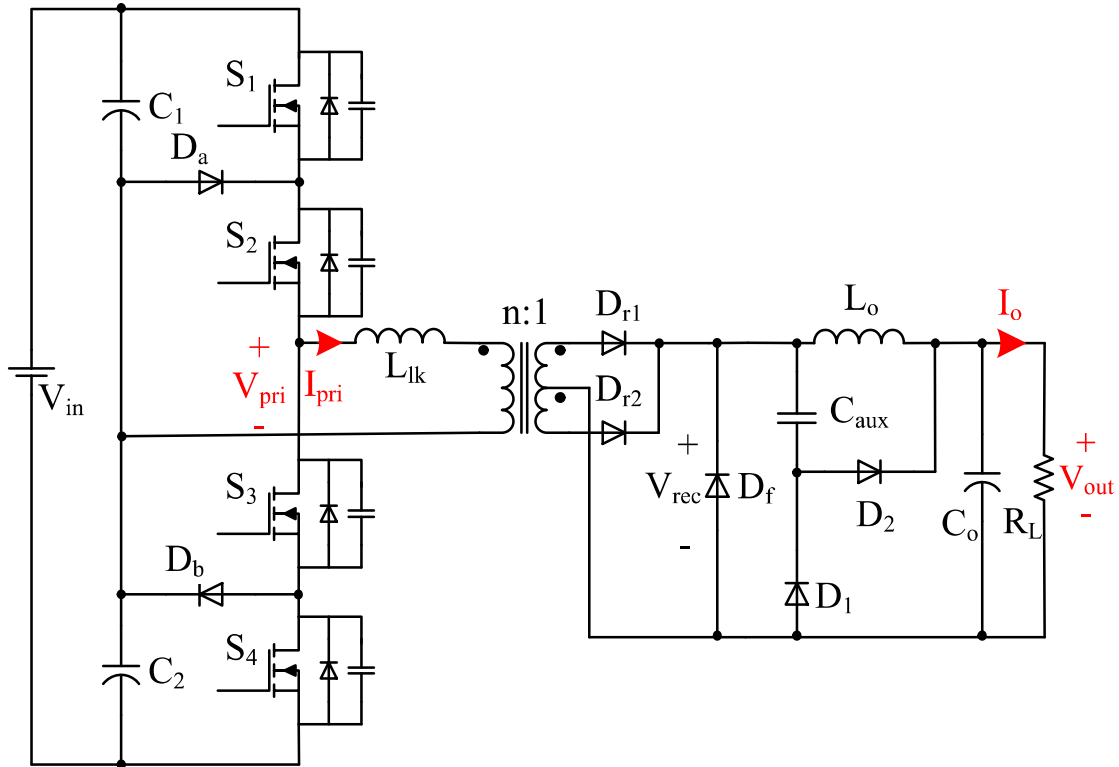 S1
C1
Da
S2
Vin
+
Vpri
-
Ipri
Llk
n:1
Dr1
Dr2
+
Vrec
-
Df
Lo
Caux
D2
D1
Io
Co
RL
+
Vout
-
S3
Db
S4
C2